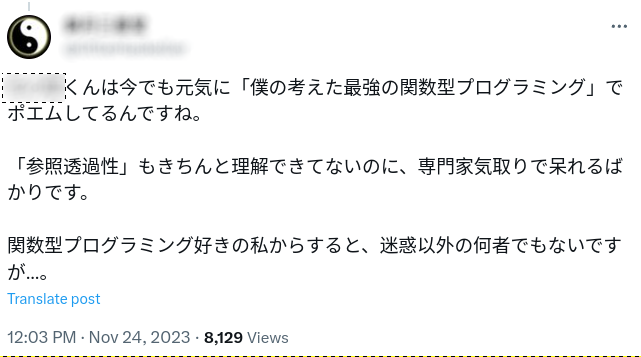 くんは今でも元気に「僕の考えた最強の関数型プログラミング」で
ポエムしてるんですね。
「参照透過性」もきちんと理解できてないのに、専門家気取りで呆れるば
かりです。
関数型プログラミング好きの私からすると、迷惑以外の何者でもないです
が...。
Translate post
12:03 PM · Nov 24, 2023 · 8,129 Views